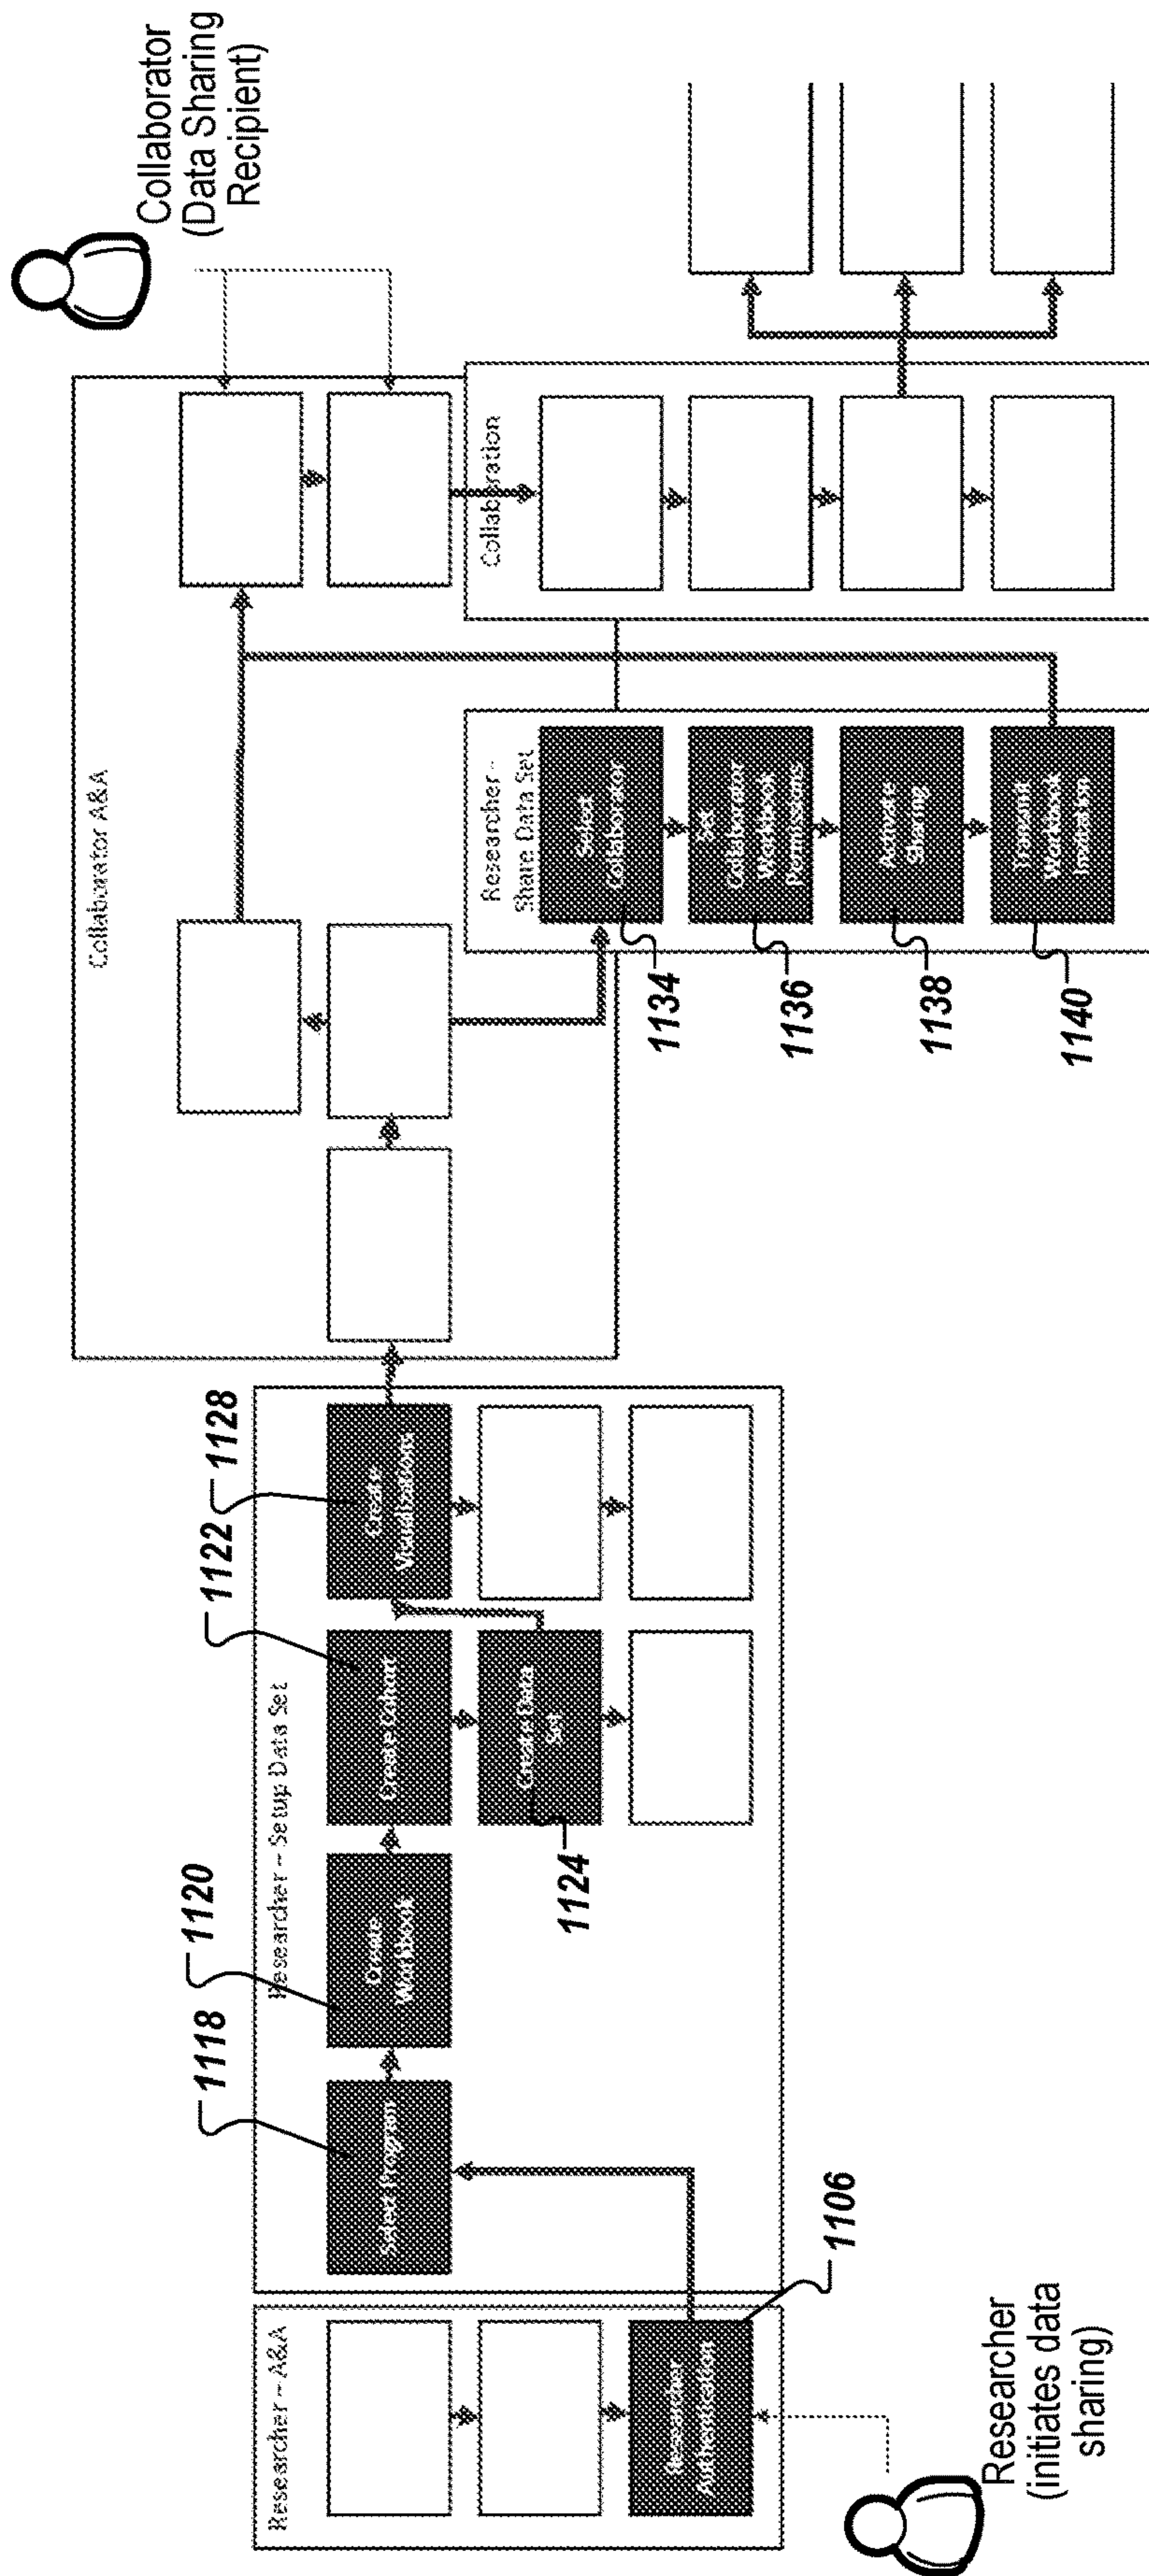 Researcher – A&A
Researcher
Authentication
1106
Researcher
(initiates data
sharing)
Researcher – Setup Data Set
1118
Select Program
1120
Create
Workbook
1122
Create Cohort
1124
Create Data
Set
1128
Create
Visualizations
Collaborator A&A
Researcher –
Share Data Set
Select
Collaborator
1134
Set
Collaborator
Workbook
Permissions
1136
Activate
Sharing
1138
Transmit
Workbook
Invitation
1140
Collaboration
Collaborator
(Data Sharing
Recipient)